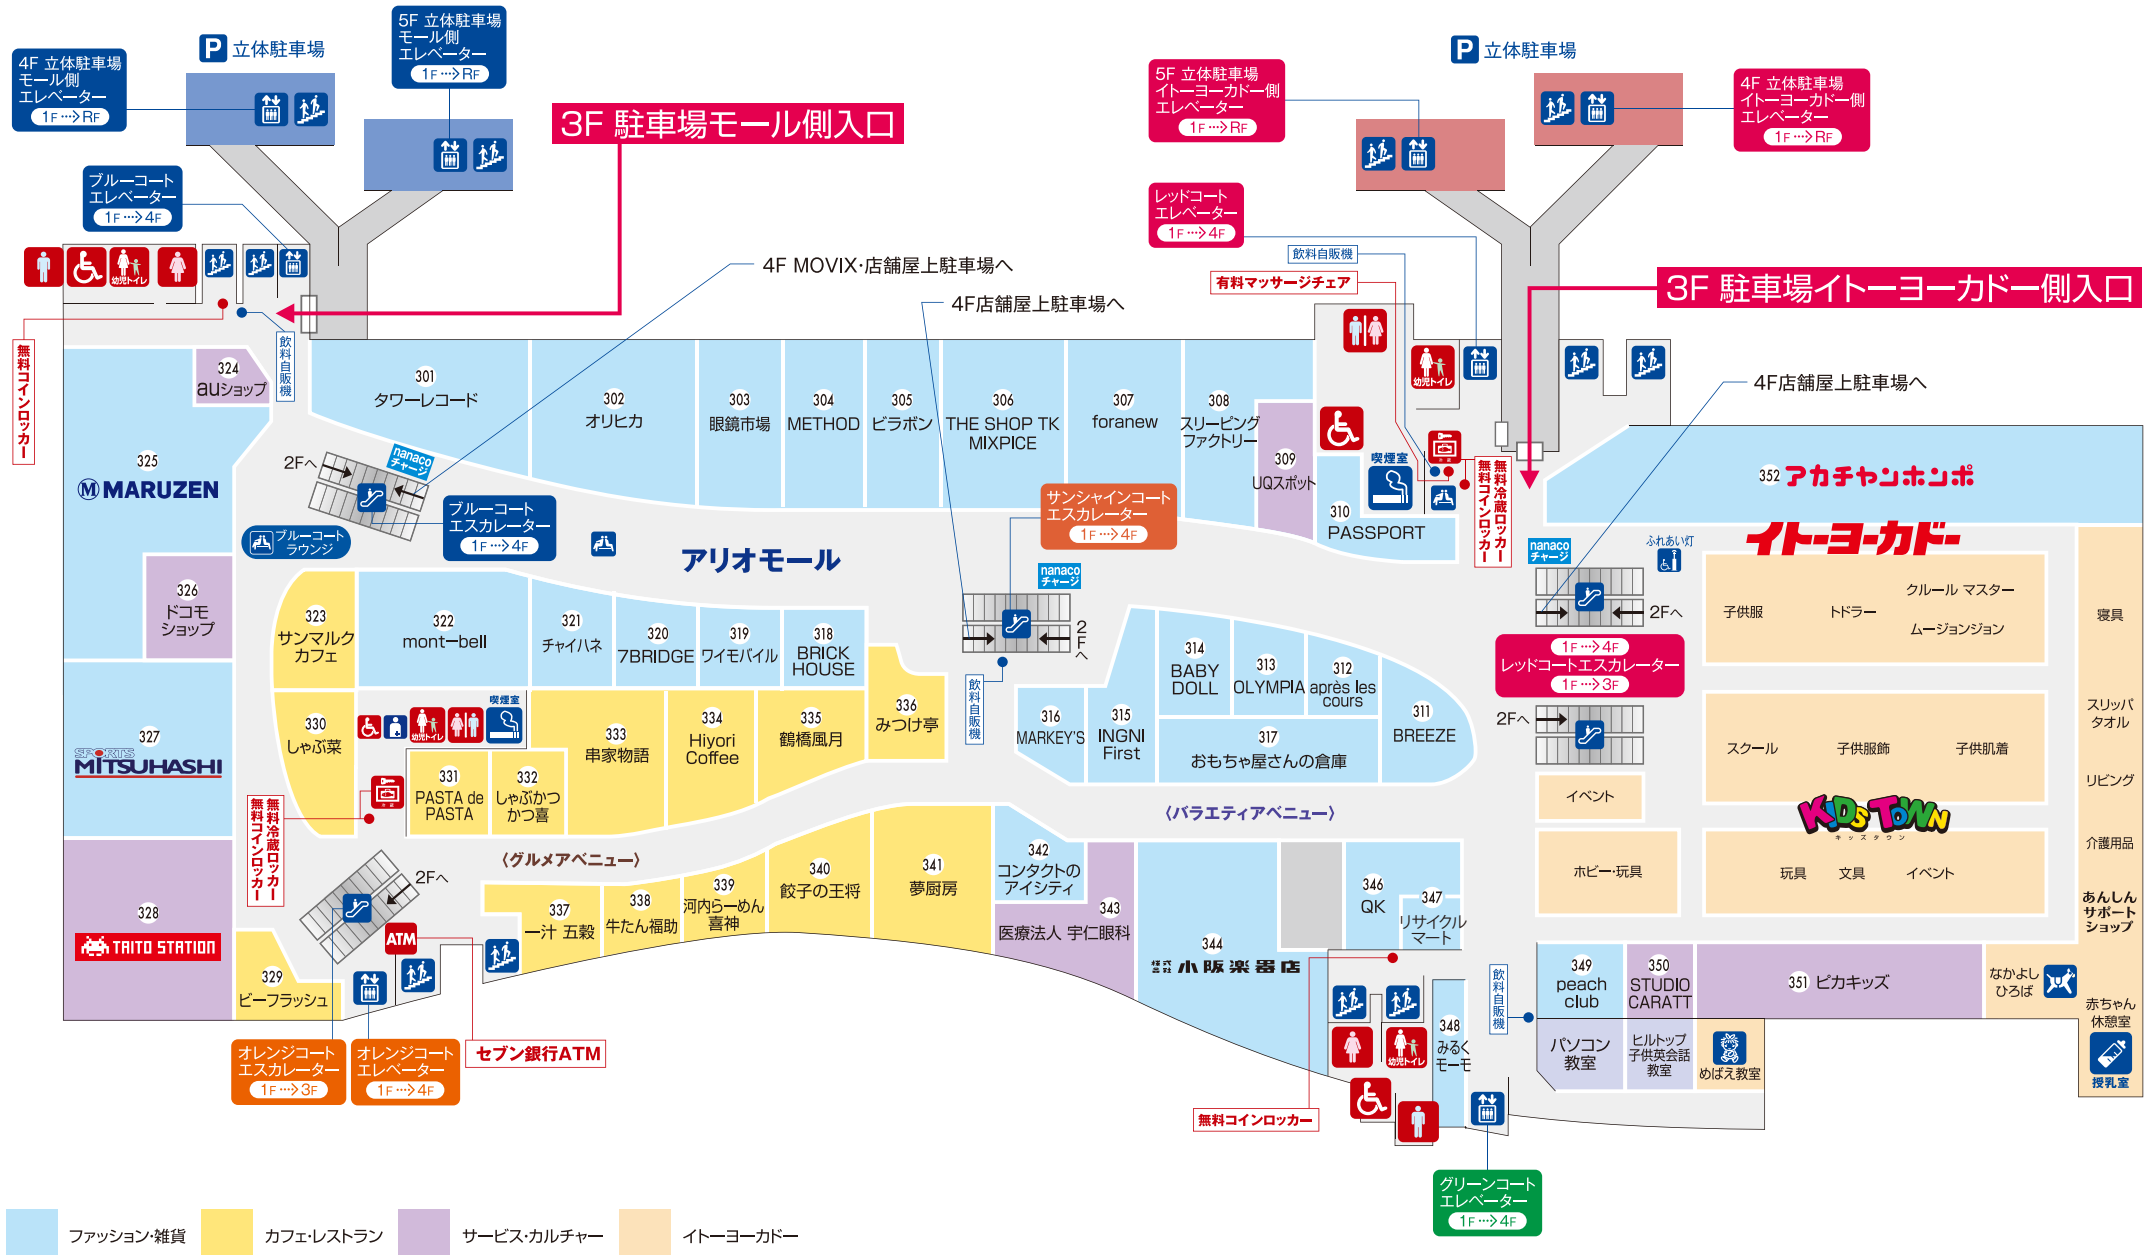 4F 立体駐車場
モール側
エレベーター
1F…>RF
P 立体駐車場
5F 立体駐車場
モール側
エレベーター
1F…>RF
3F 駐車場モール側入口
P 立体駐車場
5F 立体駐車場
イトーヨーカドー側
エレベーター
1F…>RF
4F 立体駐車場
イトーヨーカドー側
エレベーター
1F…>RF
ブルーコート
エレベーター
1F…>4F
レッドコート
エレベーター
1F…>4F
飲料自販機
有料マッサージチェア
4F MOVIX・店舗屋上駐車場へ
4F店舗屋上駐車場へ
3F 駐車場イトーヨーカドー側入口
4F店舗屋上駐車場へ
幼児トイレ
無料コインロッカー
飲料自販機
324
auショップ
301
タワーレコード
302
オリヒカ
303
眼鏡市場
304
METHOD
305
ビラボン
306
THE SHOP TK
MIXPICE
307
foranew
308
スリーピング
ファクトリー
309
UQスポット
310
PASSPORT
幼児トイレ
喫煙室
無料冷蔵ロッカー
無料コインロッカー
352 アカチャンホンポ
イトーヨーカドー
325
M MARUZEN
2Fへ
nanaco
チャージ
ブルーコート
ラウンジ
ブルーコート
エスカレーター
1F…>4F
アリオモール
サンシャインコート
エスカレーター
1F…>4F
nanaco
チャージ
2Fへ
飲料自販機
nanaco
チャージ
ふれあい灯
2Fへ
1F…>4F
レッドコートエスカレーター
1F…>3F
2Fへ
子供服
トドラー
クルール マスター
ムージョンジョン
寝具
スリッパ
タオル
リビング
介護用品
あんしん
サポート
ショップ
スクール
子供服飾
子供肌着
KIDS TOWN
キッズタウン
イベント
ホビー・玩具
玩具
文具
イベント
326
ドコモ
ショップ
323
サンマルク
カフェ
322
mont-bell
321
チャイハネ
320
7BRIDGE
319
ワイモバイル
318
BRICK
HOUSE
336
みつけ亭
314
BABY
DOLL
313
OLYMPIA
312
après les
cours
311
BREEZE
316
MARKEY'S
315
INGNI
First
317
おもちゃ屋さんの倉庫
327
SPORTS
MITSUHASHI
330
しゃぶ菜
幼児トイレ
喫煙室
331
PASTA de
PASTA
332
しゃぶかつ
かつ喜
333
串家物語
334
Hiyori
Coffee
335
鶴橋風月
無料冷蔵ロッカー
無料コインロッカー
〈グルメアベニュー〉
〈バラエティアベニュー〉
328
TAITO STATION
2Fへ
ATM
329
ビーフラッシュ
337
一汁 五穀
338
牛たん福助
339
河内らーめん
喜神
340
餃子の王将
341
夢厨房
342
コンタクトの
アイシティ
343
医療法人 宇仁眼科
344
株式会社 小阪楽器店
346
QK
347
リサイクル
マート
幼児トイレ
348
みるく
モーモ
飲料自販機
349
peach
club
350
STUDIO
CARATT
351 ピカキッズ
なかよし
ひろば
赤ちゃん
休憩室
授乳室
パソコン
教室
ヒルトップ
子供英会話
教室
めばえ教室
オレンジコート
エスカレーター
1F…>3F
オレンジコート
エレベーター
1F…>4F
セブン銀行ATM
無料コインロッカー
グリーンコート
エレベーター
1F…>4F
ファッション・雑貨
カフェ・レストラン
サービス・カルチャー
イトーヨーカドー